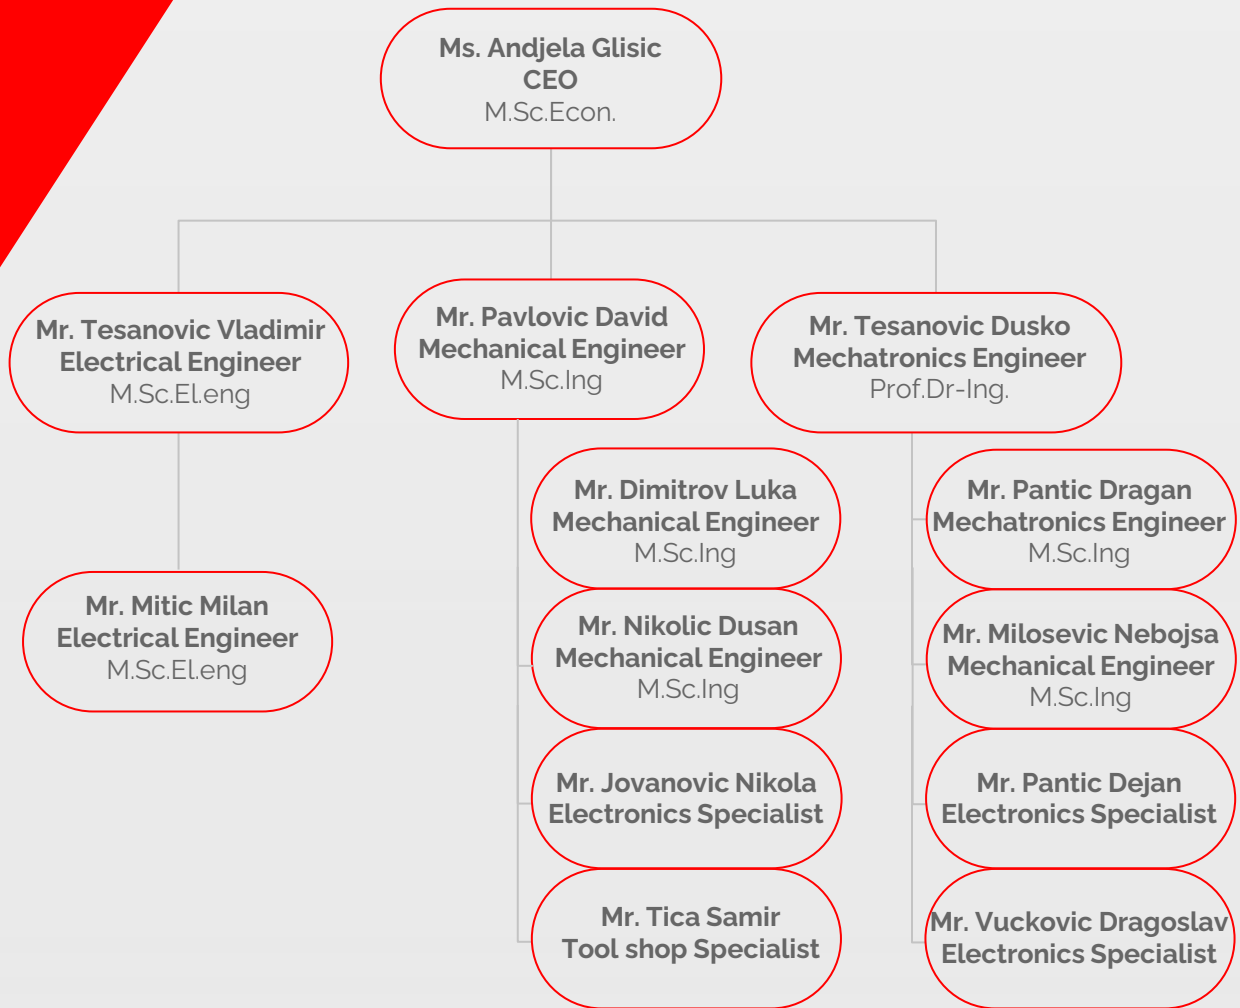 Ms. Andjela Glisic
CEO
M.Sc.Econ.
Mr. Tesanovic Vladimir
Electrical Engineer
M.Sc.El.eng
Mr. Pavlovic David
Mechanical Engineer
M.Sc.Ing
Mr. Tesanovic Dusko
Mechatronics Engineer
Prof.Dr-Ing.
Mr. Mitic Milan
Electrical Engineer
M.Sc.El.eng
Mr. Dimitrov Luka
Mechanical Engineer
M.Sc.Ing
Mr. Nikolic Dusan
Mechanical Engineer
M.Sc.Ing
Mr. Jovanovic Nikola
Electronics Specialist
Mr. Tica Samir
Tool shop Specialist
Mr. Pantic Dragan
Mechatronics Engineer
M.Sc.Ing
Mr. Milosevic Nebojsa
Mechanical Engineer
M.Sc.Ing
Mr. Pantic Dejan
Electronics Specialist
Mr. Vuckovic Dragoslav
Electronics Specialist